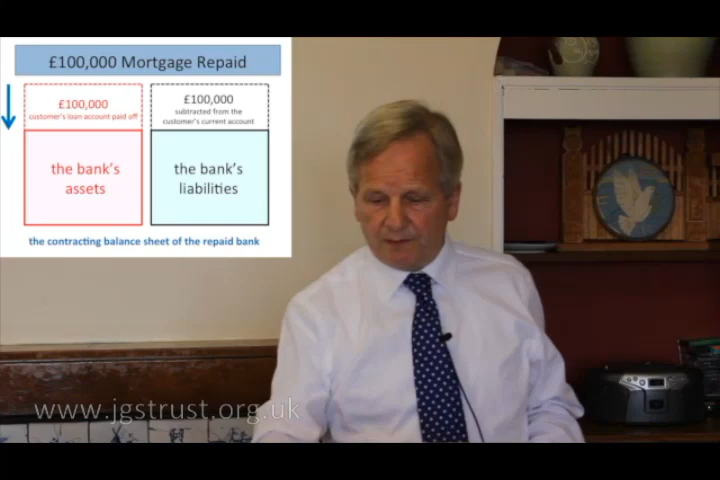 £100,000 Mortgage Repaid
£100,000
customer's loan account paid off
£100,000
subtracted from the
customer's current account
the bank's
assets
the bank's
liabilities
the contracting balance sheet of the repaid bank
www.jgstrust.org.uk